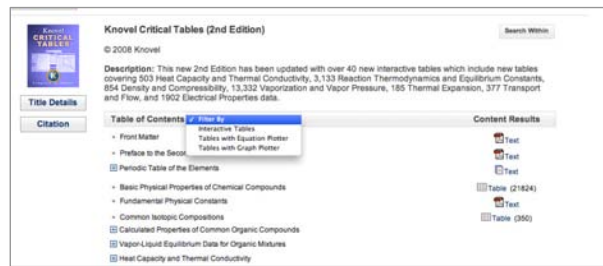 Knovel
CRITICAL
TABLES
Title Details
Citation
Knovel Critical Tables (2nd Edition)
Search Within
© 2008 Knovel
Description: This new 2nd Edition has been updated with over 40 new interactive tables which include new tables
covering 503 Heat Capacity and Thermal Conductivity, 3,133 Reaction Thermodynamics and Equilibrium Constants,
854 Density and Compressibility, 13,332 Vaporization and Vapor Pressure, 185 Thermal Expansion, 377 Transport
and Flow, and 1902 Electrical Properties data.
Table of Contents ✓ Filter By Content Results
Interactive Tables
Tables with Equation Plotter
Tables with Graph Plotter
Front Matter Text
Preface to the Secon Text
Periodic Table of the Elements Text
Basic Physical Properties of Chemical Compounds Table (21824)
Fundamental Physical Constants Text
Common Isotopic Compositions Table (350)
Calculated Properties of Common Organic Compounds
Vapor-Liquid Equilibrium Data for Organic Mixtures
Heat Capacity and Thermal Conductivity